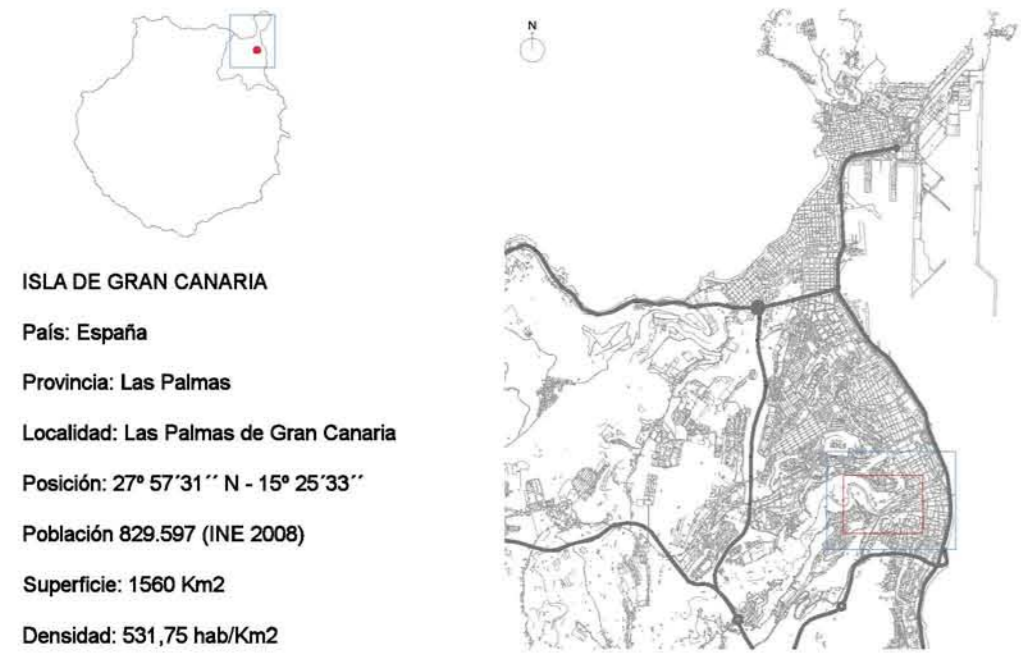 N
ISLA DE GRAN CANARIA
País: España
Provincia: Las Palmas
Localidad: Las Palmas de Gran Canaria
Posición: 27º 57´31´´ N - 15º 25´33´´
Población 829.597 (INE 2008)
Superficie: 1560 Km2
Densidad: 531,75 hab/Km2